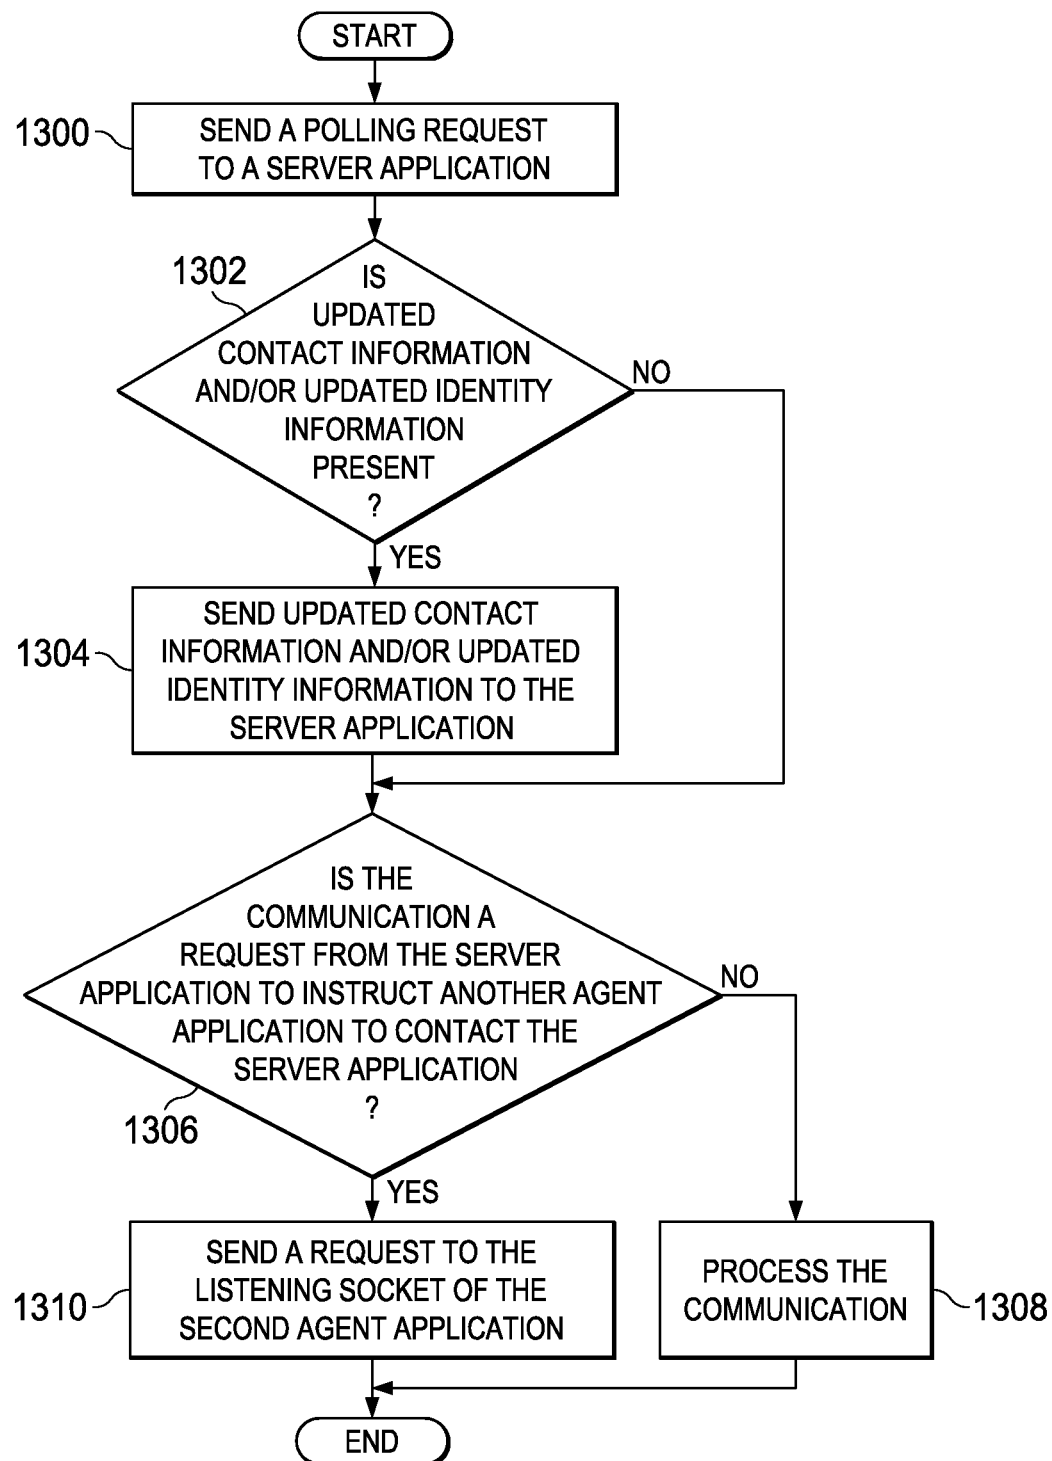 START
1300
SEND A POLLING REQUEST
TO A SERVER APPLICATION
1302
IS
UPDATED
CONTACT INFORMATION
AND/OR UPDATED IDENTITY
INFORMATION
PRESENT
?
NO
YES
1304
SEND UPDATED CONTACT
INFORMATION AND/OR UPDATED
IDENTITY INFORMATION TO THE
SERVER APPLICATION
IS THE
COMMUNICATION A
REQUEST FROM THE SERVER
APPLICATION TO INSTRUCT ANOTHER AGENT
APPLICATION TO CONTACT THE
SERVER APPLICATION
?
1306
NO
YES
1310
SEND A REQUEST TO THE
LISTENING SOCKET OF THE
SECOND AGENT APPLICATION
PROCESS THE
COMMUNICATION
1308
END